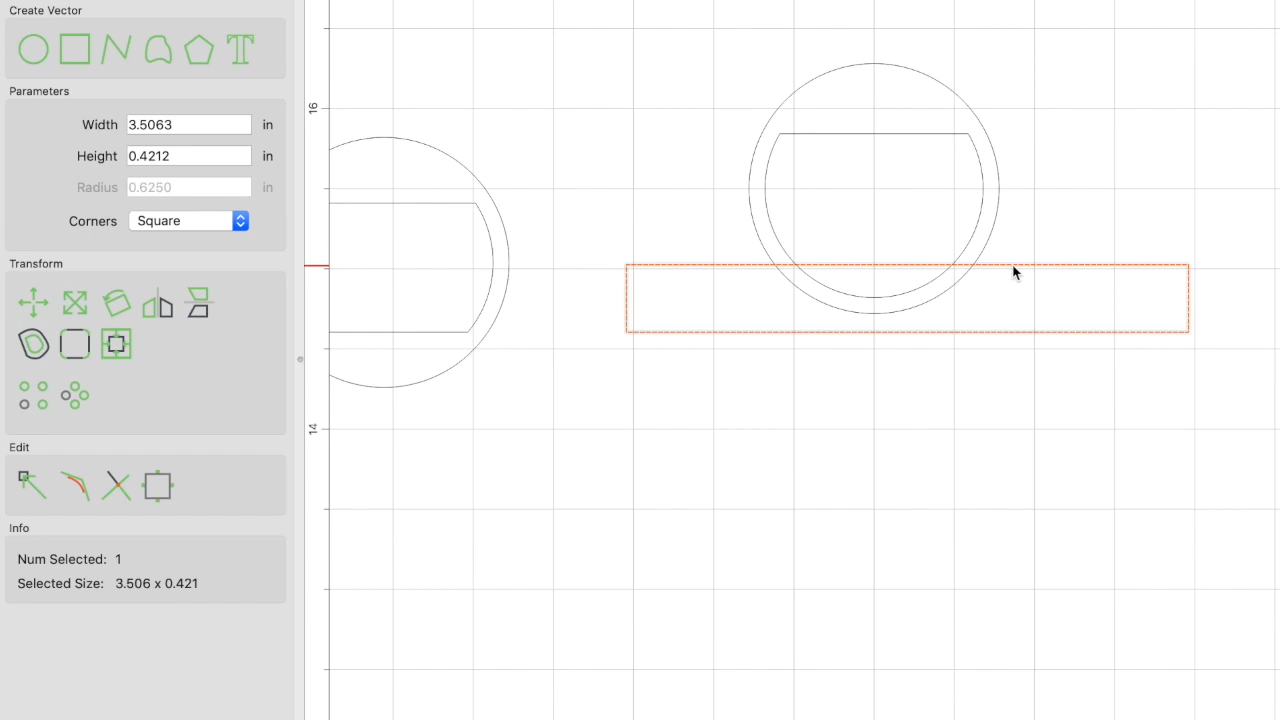 Create Vector
T
Parameters
Width 3.5063 in
Height 0.4212 in
Radius 0.6250 in
Corners Square
Transform
Edit
Info
Num Selected: 1
Selected Size: 3.506 x 0.421
16
14